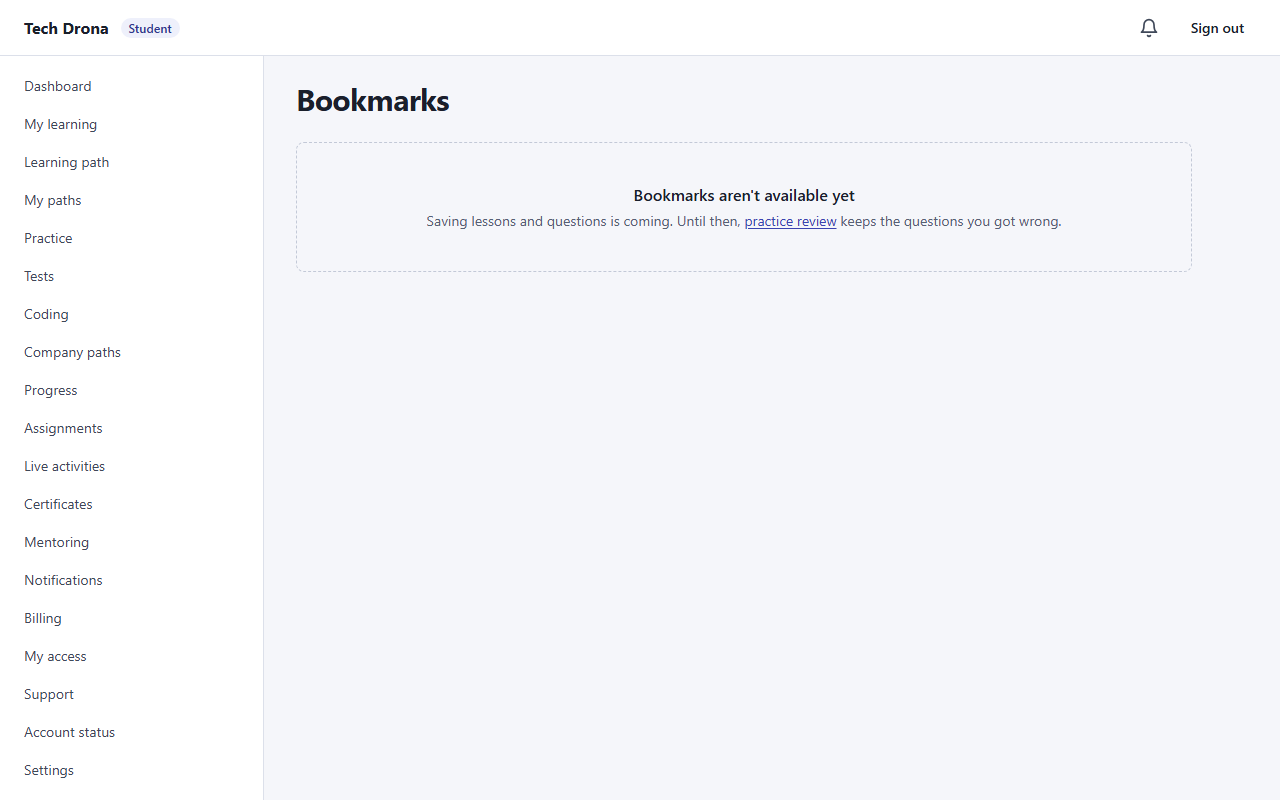 Tech Drona
Student
Sign out
Dashboard
My learning
Learning path
My paths
Practice
Tests
Coding
Company paths
Progress
Assignments
Live activities
Certificates
Mentoring
Notifications
Billing
My access
Support
Account status
Settings
Bookmarks
Bookmarks aren't available yet
Saving lessons and questions is coming. Until then, practice review keeps the questions you got wrong.